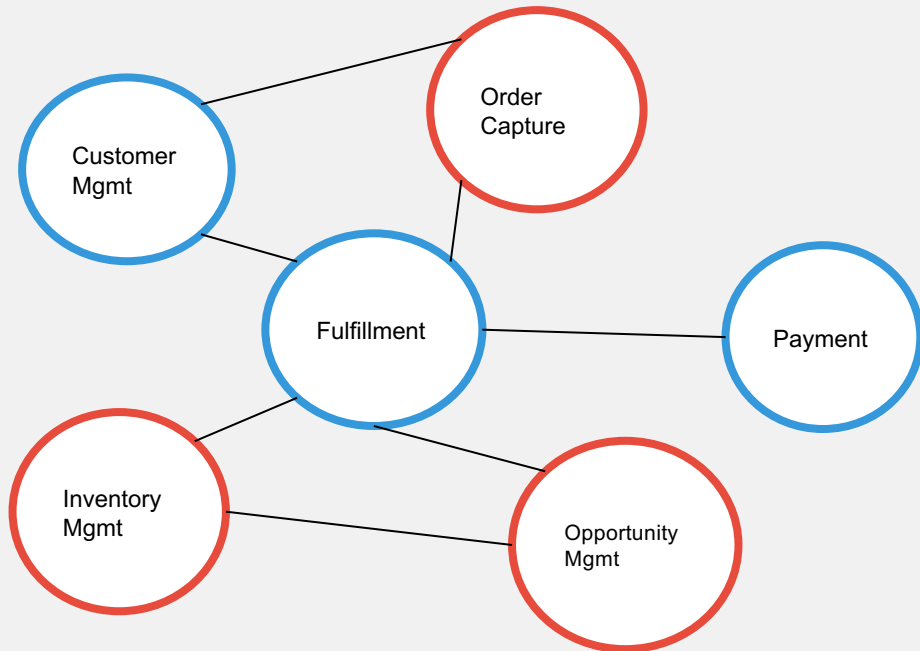 Order
Capture
Customer
Mgmt
Fulfillment
Payment
Inventory
Mgmt
Opportunity
Mgmt